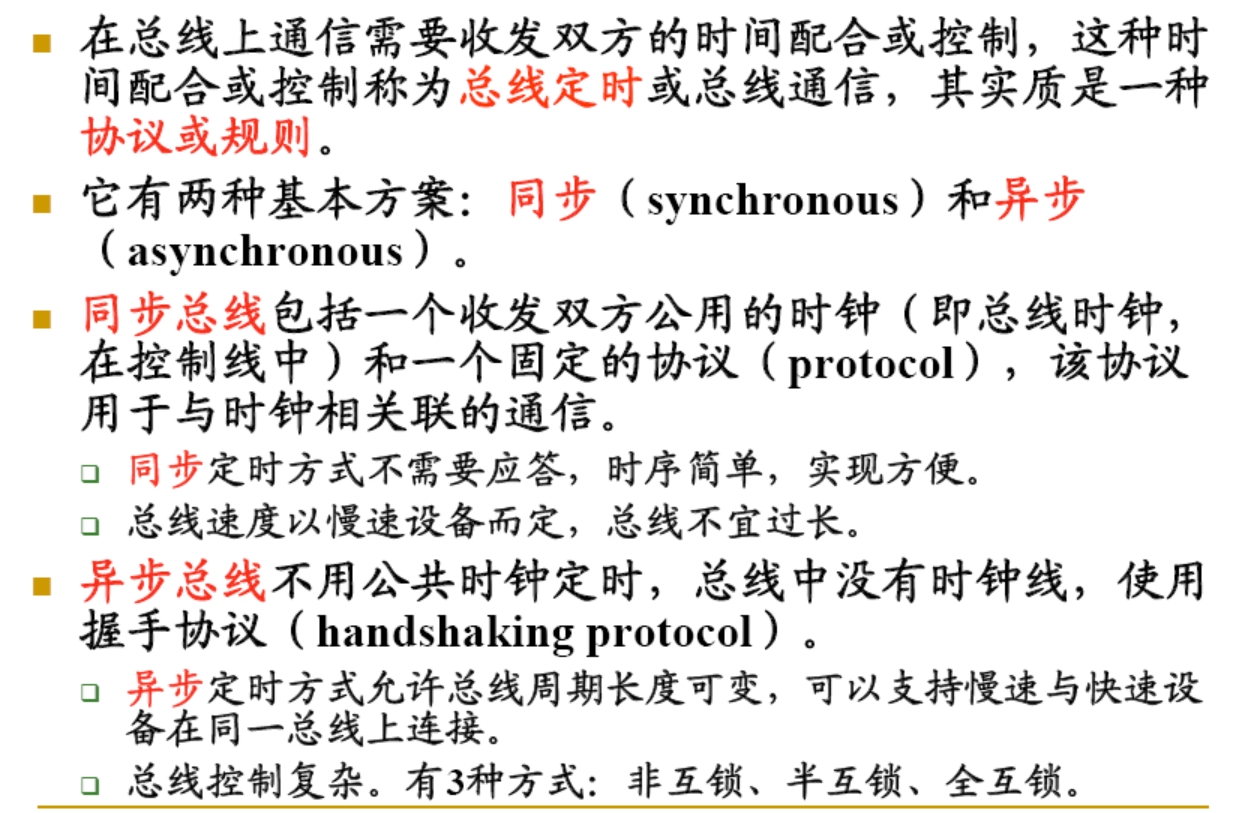 在总线上通信需要收发双方的时间配合或控制，这种时
间配合或控制称为总线定时或总线通信，其实质是一种
协议或规则。
它有两种基本方案：同步（synchronous）和异步
（asynchronous）。
同步总线包括一个收发双方公用的时钟（即总线时钟，
在控制线中）和一个固定的协议（protocol），该协议
用于与时钟相关联的通信。
同步定时方式不需要应答，时序简单，实现方便。
总线速度以慢速设备而定，总线不宜过长。
异步总线不用公共时钟定时，总线中没有时钟线，使用
握手协议（handshaking protocol）。
异步定时方式允许总线周期长度可变，可以支持慢速与快速设
备在同一总线上连接。
总线控制复杂。有3种方式：非互锁、半互锁、全互锁。